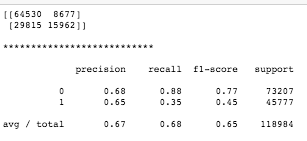 [[64530  8677]
 [29815 15962]]
***************************
             precision    recall  f1-score   support
          0       0.68      0.88      0.77     73207
          1       0.65      0.35      0.45     45777
avg / total       0.67      0.68      0.65    118984